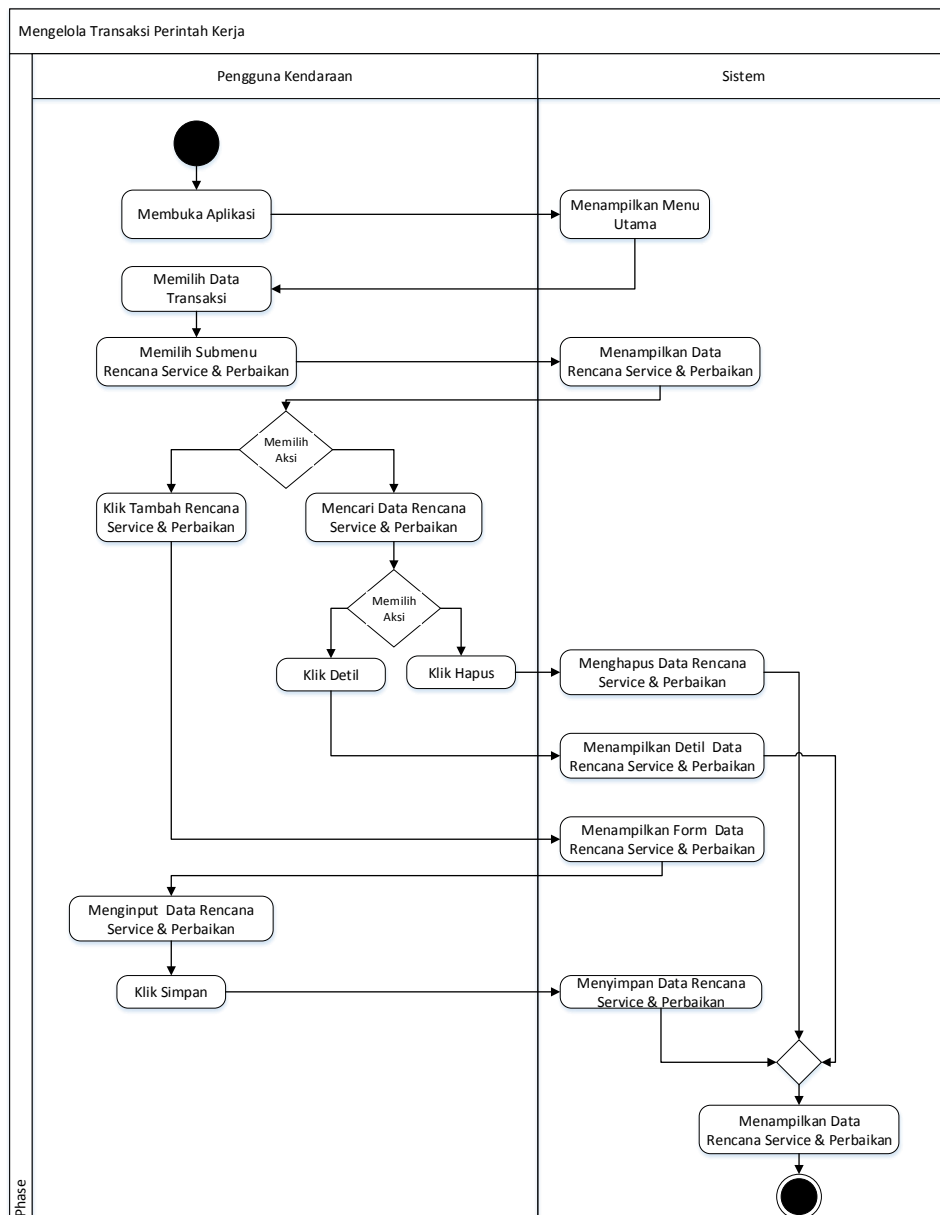 Mengelola Transaksi Perintah Kerja
Pengguna Kendaraan
Sistem
Membuka Aplikasi
Menampilkan Menu
Utama
Memilih Data
Transaksi
Memilih Submenu
Rencana Service & Perbaikan
Menampilkan Data
Rencana Service & Perbaikan
Memilih
Aksi
Klik Tambah Rencana
Service & Perbaikan
Mencari Data Rencana
Service & Perbaikan
Memilih
Aksi
Klik Detil
Klik Hapus
Menghapus Data Rencana
Service & Perbaikan
Menampilkan Detil  Data
Rencana Service & Perbaikan
Menampilkan Form  Data
Rencana Service & Perbaikan
Menginput  Data Rencana
Service & Perbaikan
Klik Simpan
Menyimpan Data Rencana
Service & Perbaikan
Menampilkan Data
Rencana Service & Perbaikan
Phase